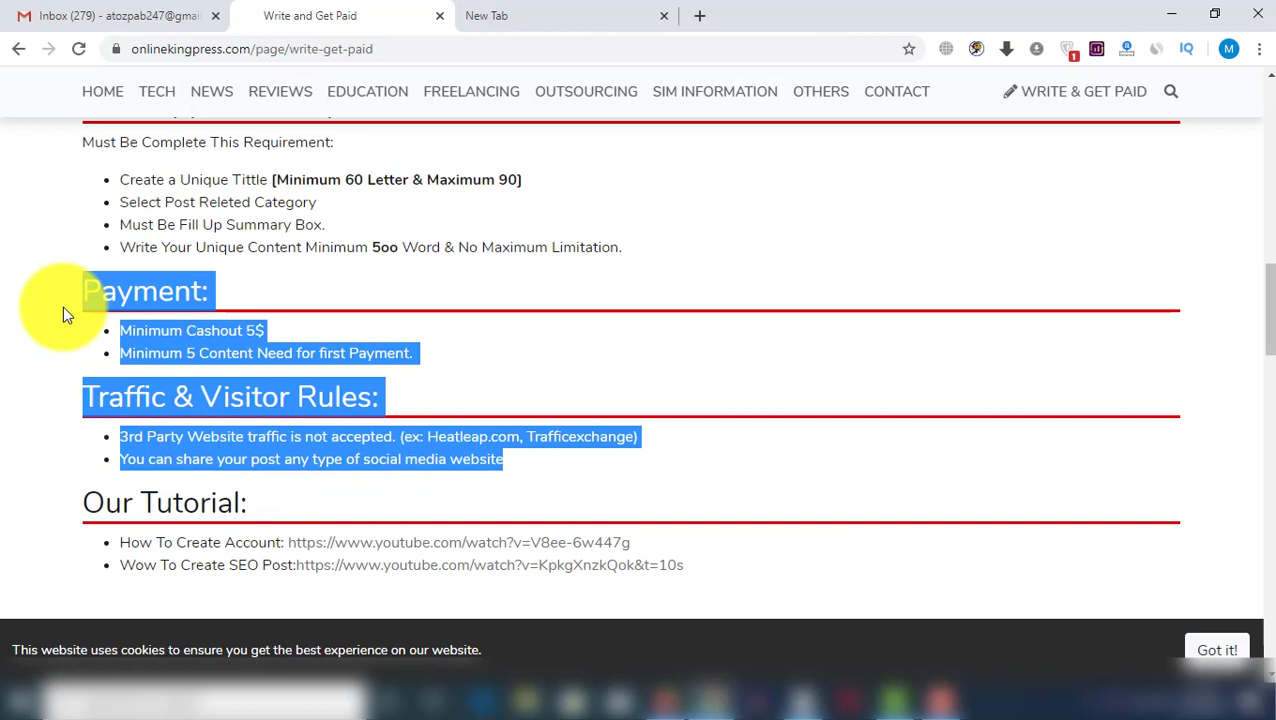 Inbox (279) - atozpab247@gmai
Write and Get Paid
New Tab
onlinekingpress.com/page/write-get-paid
1
IQ
M
HOME TECH NEWS REVIEWS EDUCATION FREELANCING OUTSOURCING SIM INFORMATION OTHERS CONTACT WRITE & GET PAID
Must Be Complete This Requirement:
Create a Unique Tittle [Minimum 60 Letter & Maximum 90]
Select Post Releted Category
Must Be Fill Up Summary Box.
Write Your Unique Content Minimum 5oo Word & No Maximum Limitation.
Payment:
Minimum Cashout 5$
Minimum 5 Content Need for first Payment.
Traffic & Visitor Rules:
3rd Party Website traffic is not accepted. (ex: Heatleap.com, Trafficexchange)
You can share your post any type of social media website
Our Tutorial:
How To Create Account: https://www.youtube.com/watch?v=V8ee-6w447g
Wow To Create SEO Post:https://www.youtube.com/watch?v=KpkgXnzkQok&t=10s
This website uses cookies to ensure you get the best experience on our website.
Got it!